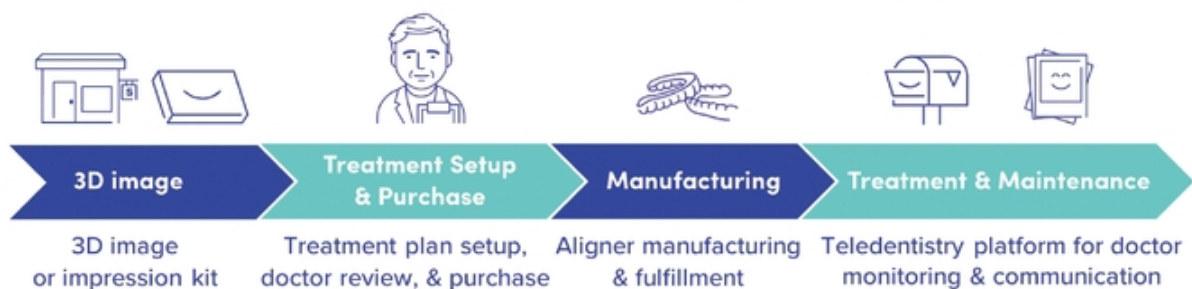 S
3D image
Treatment Setup
& Purchase
Manufacturing
Treatment & Maintenance
3D image
or impression kit
Treatment plan setup,
doctor review, & purchase
Aligner manufacturing
& fulfillment
Teledentistry platform for doctor
monitoring & communication